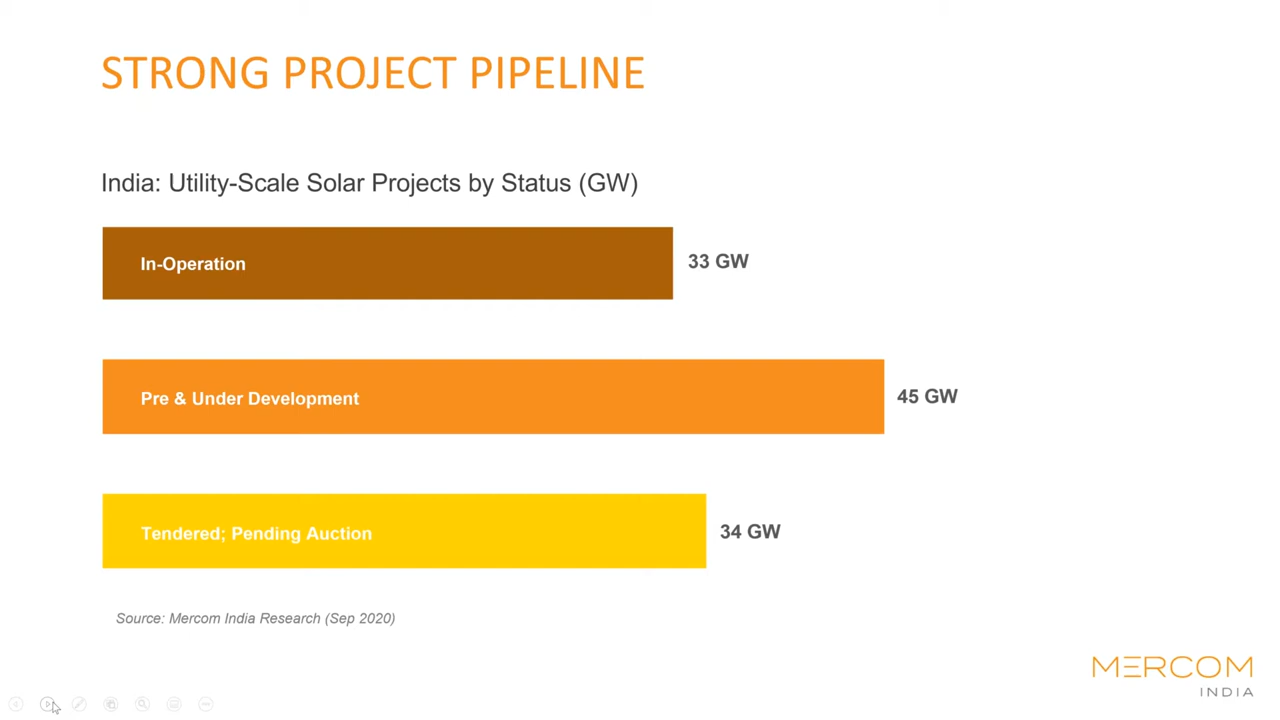 STRONG PROJECT PIPELINE
India: Utility-Scale Solar Projects by Status (GW)
In-Operation
33 GW
Pre & Under Development
45 GW
Tendered; Pending Auction
34 GW
Source: Mercom India Research (Sep 2020)
MERCOM
INDIA